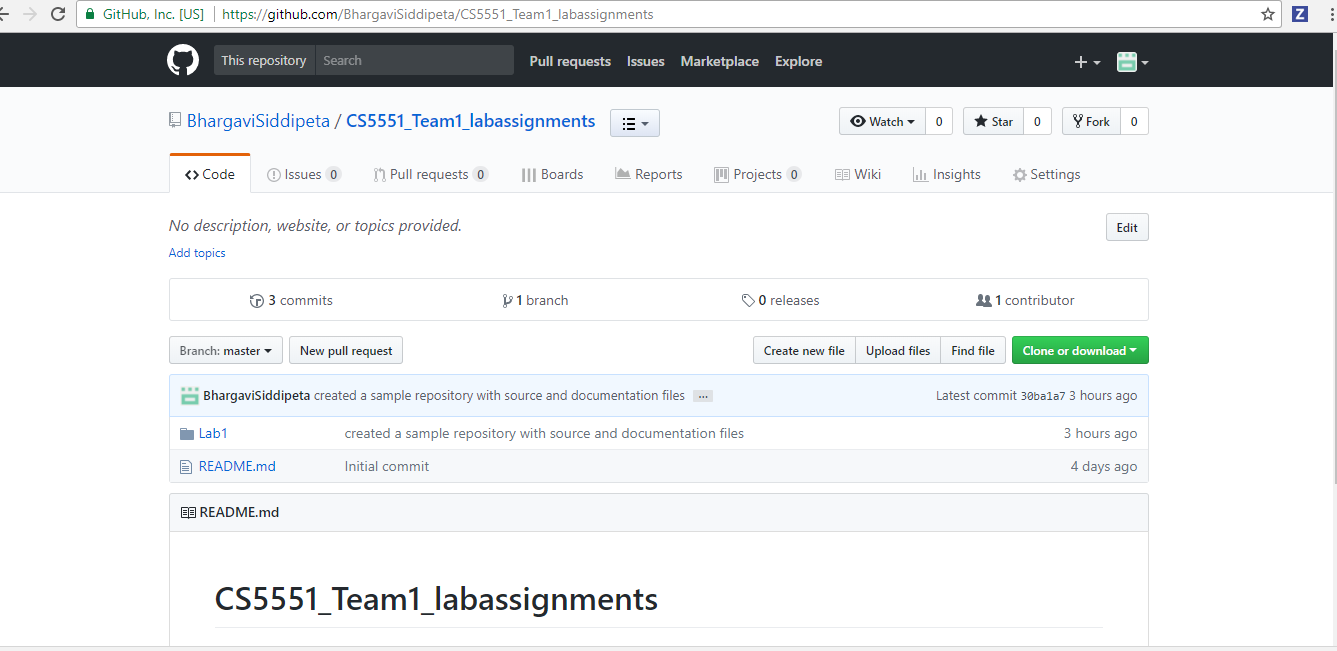 GitHub, Inc. [US] https://github.com/BhargaviSiddipeta/CS5551_Team1_labassignments Z
This repository Search Pull requests Issues Marketplace Explore
BhargaviSiddipeta / CS5551_Team1_labassignments Watch 0 Star 0 Fork 0
Code Issues 0 Pull requests 0 Boards Reports Projects 0 Wiki Insights Settings
No description, website, or topics provided. Edit
Add topics
3 commits 1 branch 0 releases 1 contributor
Branch: master New pull request Create new file Upload files Find file Clone or download
BhargaviSiddipeta created a sample repository with source and documentation files ... Latest commit 30ba1a7 3 hours ago
Lab1 created a sample repository with source and documentation files 3 hours ago
README.md Initial commit 4 days ago
README.md
CS5551_Team1_labassignments